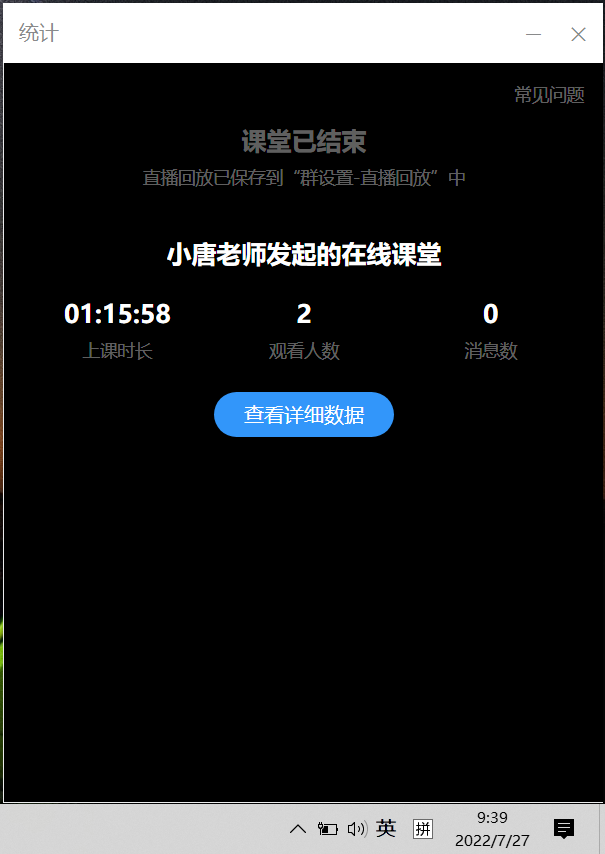 统计
常见问题
课堂已结束
直播回放已保存到“群设置-直播回放”中
小唐老师发起的在线课堂
01:15:58 2 0
上课时长 观看人数 消息数
查看详细数据
英 拼 9:39
2022/7/27